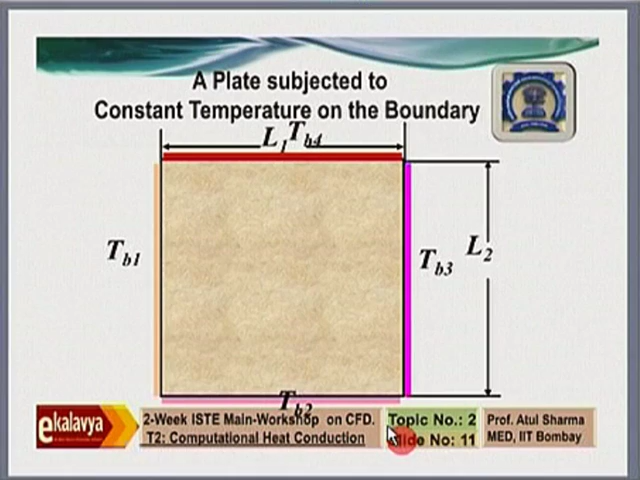 A Plate subjected to
Constant Temperature on the Boundary
L1 Tb4
Tb1
Tb3
L2
Tb2
ekalavya
2-Week ISTE Main-Workshop on CFD.
T2: Computational Heat Conduction
Topic No.: 2
Slide No: 11
Prof. Atul Sharma
MED, IIT Bombay